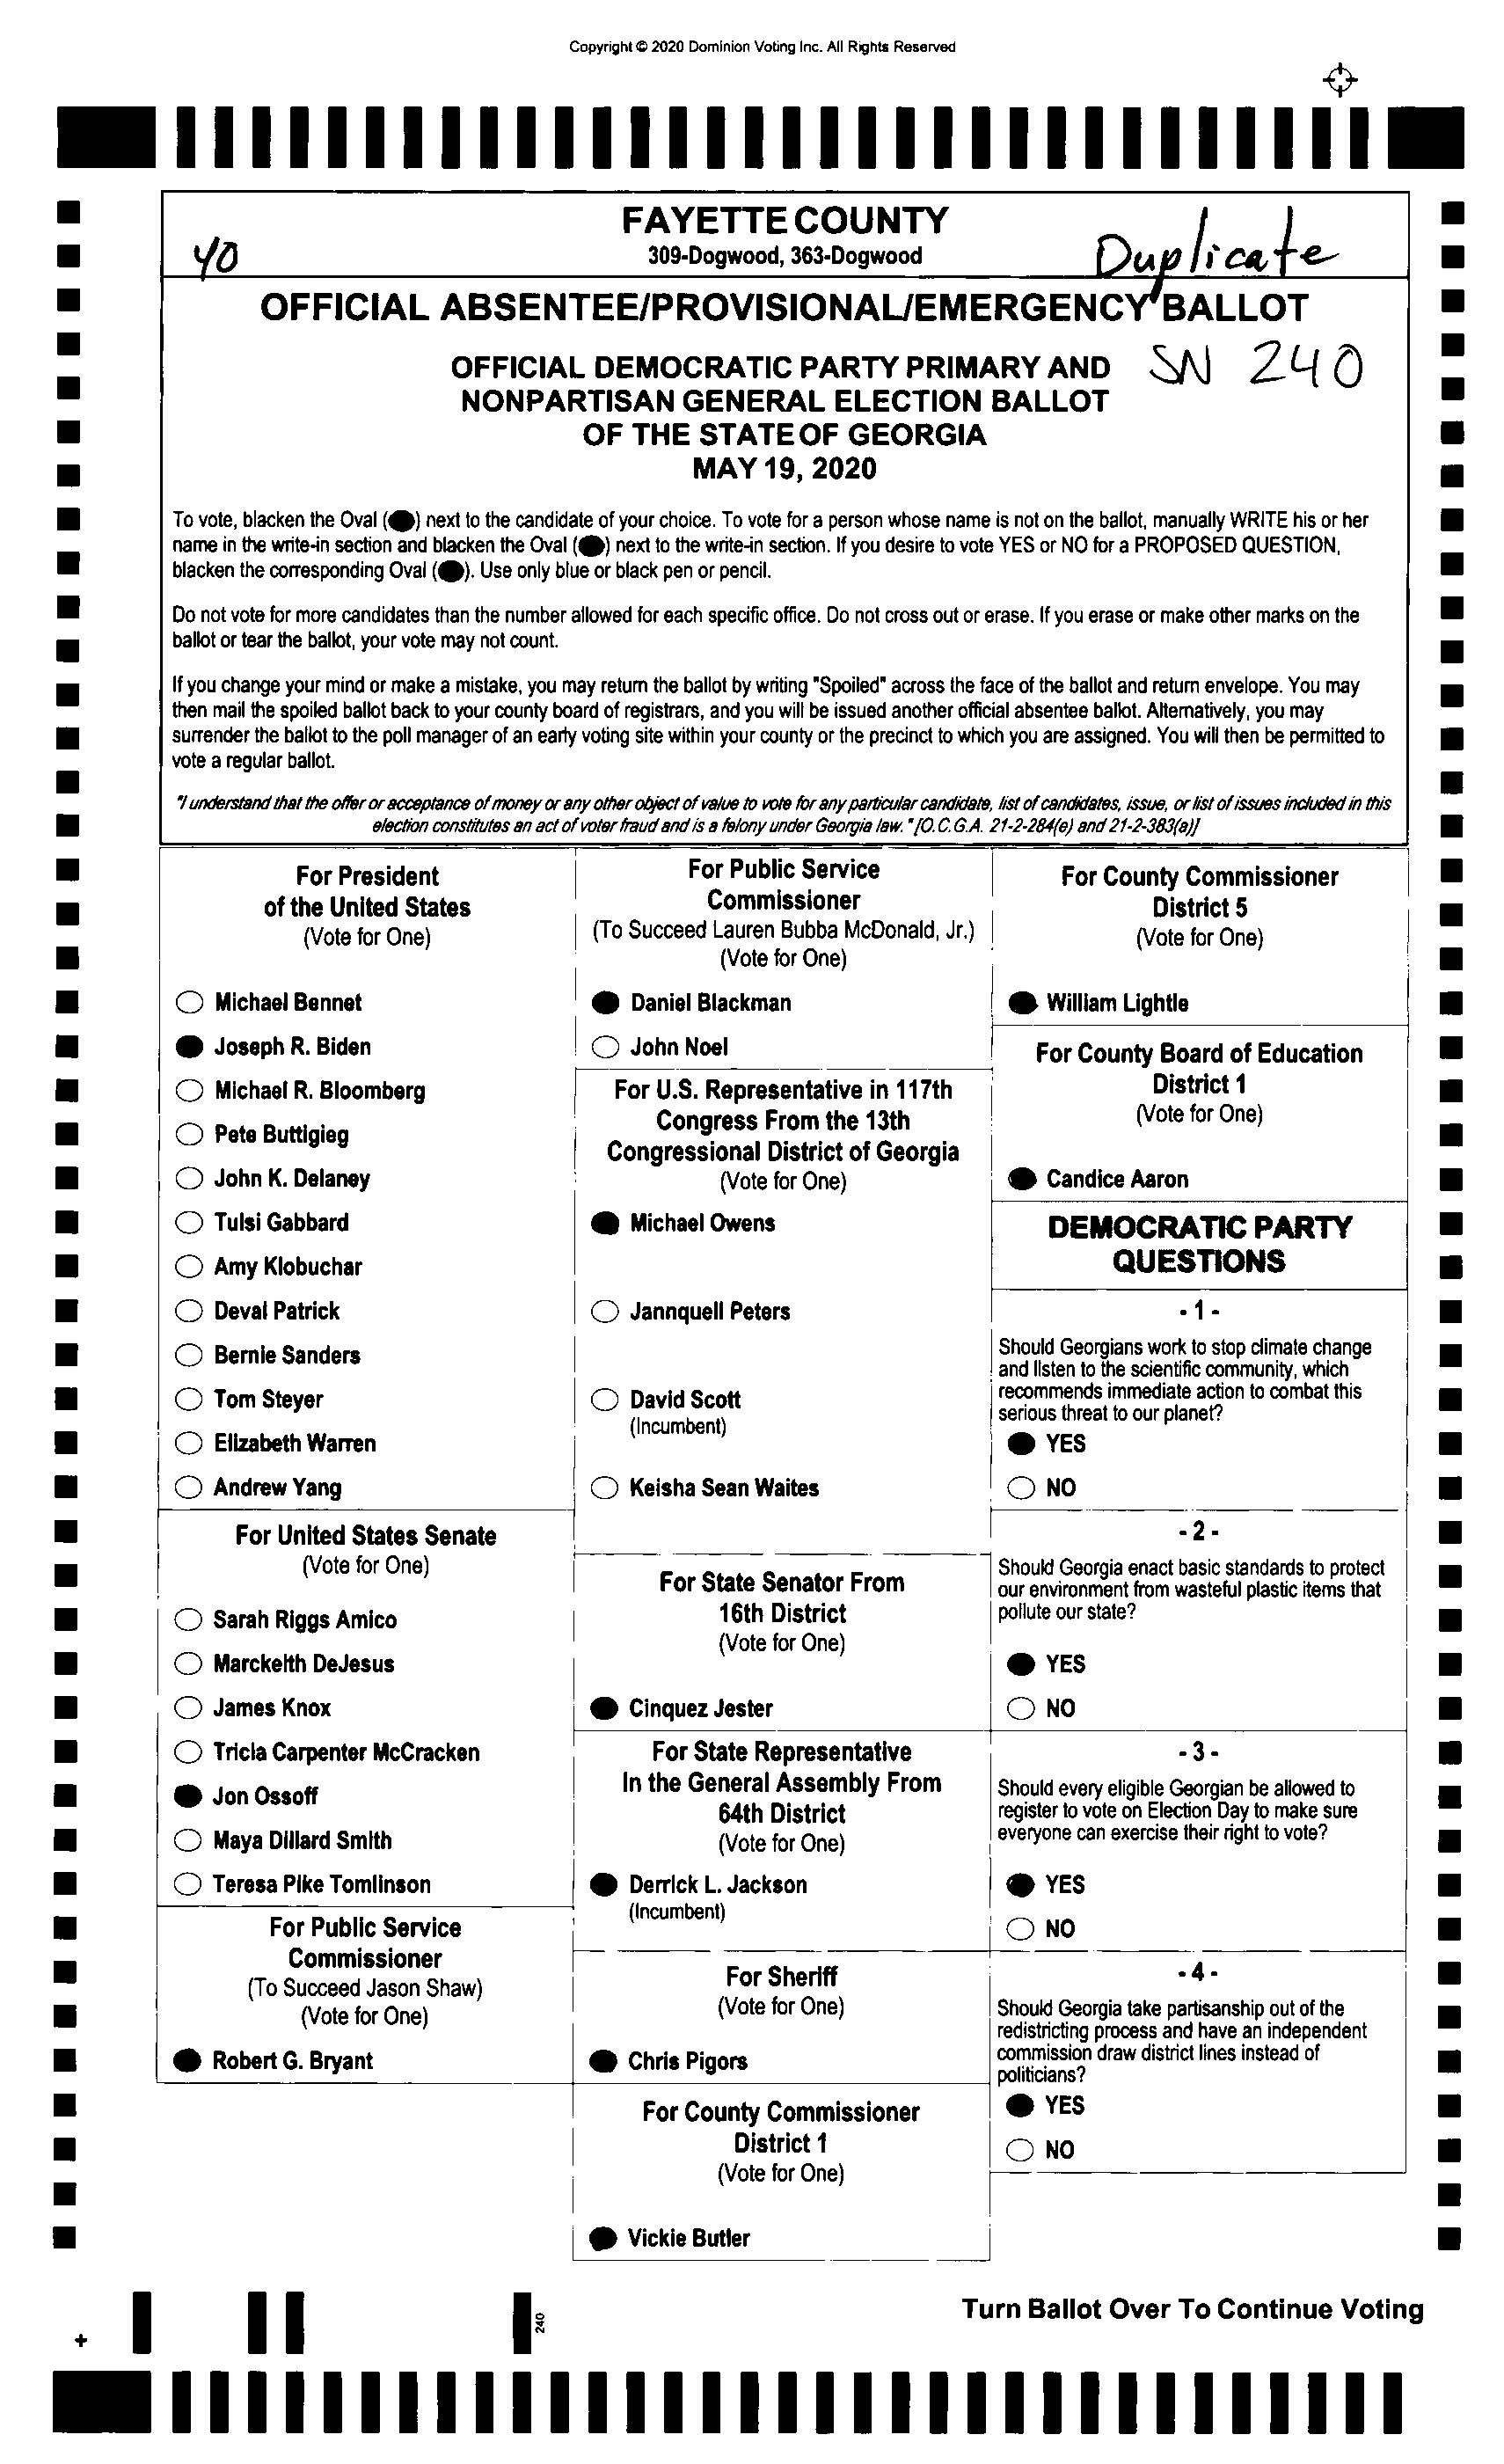 Copyright © 2020 Dominion Voting Inc. All Rights Reserved
FAYETTE COUNTY
40
309-Dogwood, 363-Dogwood
Duplicate
OFFICIAL ABSENTEE/PROVISIONAL/EMERGENCY BALLOT
OFFICIAL DEMOCRATIC PARTY PRIMARY AND
SN 240
NONPARTISAN GENERAL ELECTION BALLOT
OF THE STATE OF GEORGIA
MAY 19, 2020
To vote, blacken the Oval (●) next to the candidate of your choice. To vote for a person whose name is not on the ballot, manually WRITE his or her
name in the write-in section and blacken the Oval (●) next to the write-in section. If you desire to vote YES or NO for a PROPOSED QUESTION,
blacken the corresponding Oval (●). Use only blue or black pen or pencil.
Do not vote for more candidates than the number allowed for each specific office. Do not cross out or erase. If you erase or make other marks on the
ballot or tear the ballot, your vote may not count.
If you change your mind or make a mistake, you may return the ballot by writing "Spoiled" across the face of the ballot and return envelope. You may
then mail the spoiled ballot back to your county board of registrars, and you will be issued another official absentee ballot. Alternatively, you may
surrender the ballot to the poll manager of an early voting site within your county or the precinct to which you are assigned. You will then be permitted to
vote a regular ballot.
"I understand that the offer or acceptance of money or any other object of value to vote for any particular candidate, list of candidates, issue, or list of issues included in this
election constitutes an act of voter fraud and is a felony under Georgia law." [O.C.G.A. 21-2-284(e) and 21-2-383(a)]
For President
of the United States
(Vote for One)
Michael Bennet
Joseph R. Biden
Michael R. Bloomberg
Pete Buttigieg
John K. Delaney
Tulsi Gabbard
Amy Klobuchar
Deval Patrick
Bernie Sanders
Tom Steyer
Elizabeth Warren
Andrew Yang
For United States Senate
(Vote for One)
Sarah Riggs Amico
Marckeith DeJesus
James Knox
Tricia Carpenter McCracken
Jon Ossoff
Maya Dillard Smith
Teresa Pike Tomlinson
For Public Service
Commissioner
(To Succeed Jason Shaw)
(Vote for One)
Robert G. Bryant
For Public Service
Commissioner
(To Succeed Lauren Bubba McDonald, Jr.)
(Vote for One)
Daniel Blackman
John Noel
For U.S. Representative in 117th
Congress From the 13th
Congressional District of Georgia
(Vote for One)
Michael Owens
Jannquell Peters
David Scott
(Incumbent)
Keisha Sean Waites
For State Senator From
16th District
(Vote for One)
Cinquez Jester
For State Representative
In the General Assembly From
64th District
(Vote for One)
Derrick L. Jackson
(Incumbent)
For Sheriff
(Vote for One)
Chris Pigors
For County Commissioner
District 1
(Vote for One)
Vickie Butler
For County Commissioner
District 5
(Vote for One)
William Lightle
For County Board of Education
District 1
(Vote for One)
Candice Aaron
DEMOCRATIC PARTY
QUESTIONS
- 1 -
Should Georgians work to stop climate change
and listen to the scientific community, which
recommends immediate action to combat this
serious threat to our planet?
YES
NO
- 2 -
Should Georgia enact basic standards to protect
our environment from wasteful plastic items that
pollute our state?
YES
NO
- 3 -
Should every eligible Georgian be allowed to
register to vote on Election Day to make sure
everyone can exercise their right to vote?
YES
NO
- 4 -
Should Georgia take partisanship out of the
redistricting process and have an independent
commission draw district lines instead of
politicians?
YES
NO
Turn Ballot Over To Continue Voting
240